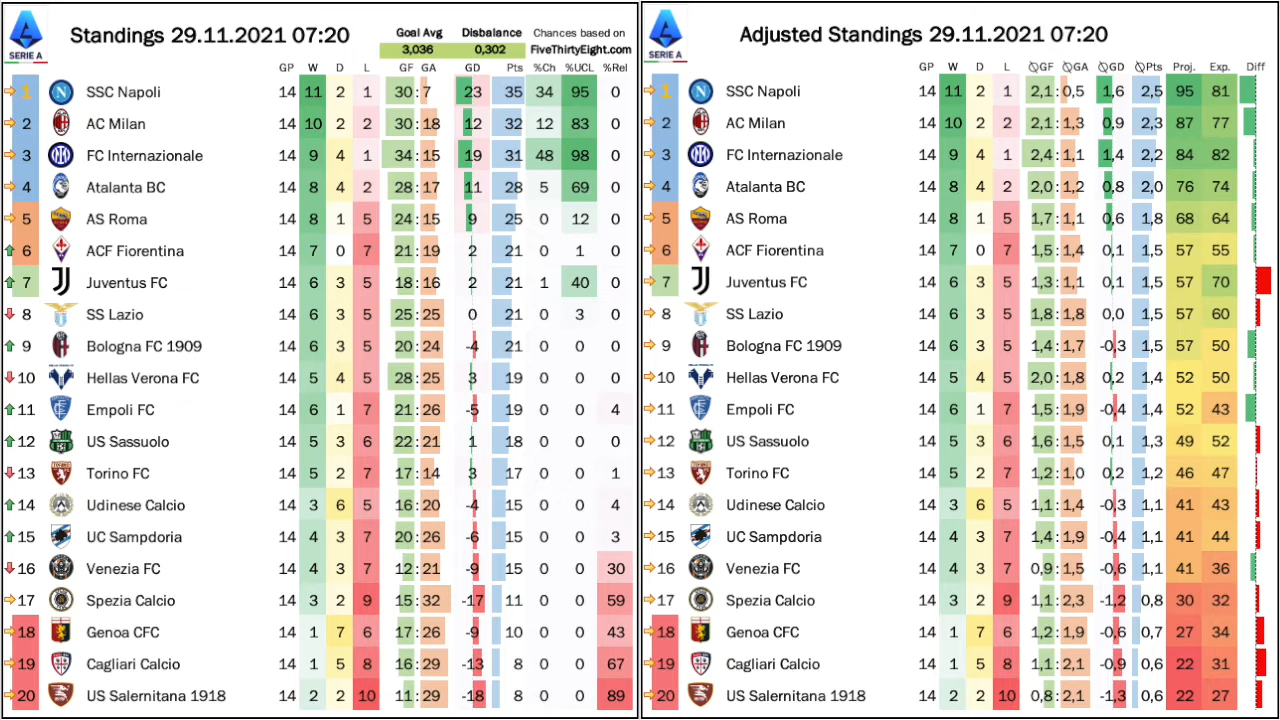 Standings 29.11.2021 07:20
SERIE A
Goal Avg Disbalance Chances based on
3,036 0,302 FiveThirtyEight.com
GP W D L GF GA GD Pts %Ch %UCL %Rel
1 SSC Napoli 14 11 2 1 30 : 7 23 35 34 95 0
2 AC Milan 14 10 2 2 30 : 18 12 32 12 83 0
3 FC Internazionale 14 9 4 1 34 : 15 19 31 48 98 0
4 Atalanta BC 14 8 4 2 28 : 17 11 28 5 69 0
5 AS Roma 14 8 1 5 24 : 15 9 25 0 12 0
6 ACF Fiorentina 14 7 0 7 21 : 19 2 21 0 1 0
7 Juventus FC 14 6 3 5 18 : 16 2 21 1 40 0
8 SS Lazio 14 6 3 5 25 : 25 0 21 0 3 0
9 Bologna FC 1909 14 6 3 5 20 : 24 -4 21 0 0 0
10 Hellas Verona FC 14 5 4 5 28 : 25 3 19 0 0 0
11 Empoli FC 14 6 1 7 21 : 26 -5 19 0 0 4
12 US Sassuolo 14 5 3 6 22 : 21 1 18 0 0 0
13 Torino FC 14 5 2 7 17 : 14 3 17 0 0 1
14 Udinese Calcio 14 3 6 5 16 : 20 -4 15 0 0 4
15 UC Sampdoria 14 4 3 7 20 : 26 -6 15 0 0 3
16 Venezia FC 14 4 3 7 12 : 21 -9 15 0 0 30
17 Spezia Calcio 14 3 2 9 15 : 32 -17 11 0 0 59
18 Genoa CFC 14 1 7 6 17 : 26 -9 10 0 0 43
19 Cagliari Calcio 14 1 5 8 16 : 29 -13 8 0 0 67
20 US Salernitana 1918 14 2 2 10 11 : 29 -18 8 0 0 89
Adjusted Standings 29.11.2021 07:20
SERIE A
GP W D L ∅GF ∅GA ∅GD ∅Pts Proj. Exp. Diff
1 SSC Napoli 14 11 2 1 2,1 : 0,5 1,6 2,5 95 81
2 AC Milan 14 10 2 2 2,1 : 1,3 0,9 2,3 87 77
3 FC Internazionale 14 9 4 1 2,4 : 1,1 1,4 2,2 84 82
4 Atalanta BC 14 8 4 2 2,0 : 1,2 0,8 2,0 76 74
5 AS Roma 14 8 1 5 1,7 : 1,1 0,6 1,8 68 64
6 ACF Fiorentina 14 7 0 7 1,5 : 1,4 0,1 1,5 57 55
7 Juventus FC 14 6 3 5 1,3 : 1,1 0,1 1,5 57 70
8 SS Lazio 14 6 3 5 1,8 : 1,8 0,0 1,5 57 60
9 Bologna FC 1909 14 6 3 5 1,4 : 1,7 -0,3 1,5 57 50
10 Hellas Verona FC 14 5 4 5 2,0 : 1,8 0,2 1,4 52 50
11 Empoli FC 14 6 1 7 1,5 : 1,9 -0,4 1,4 52 43
12 US Sassuolo 14 5 3 6 1,6 : 1,5 0,1 1,3 49 52
13 Torino FC 14 5 2 7 1,2 : 1,0 0,2 1,2 46 47
14 Udinese Calcio 14 3 6 5 1,1 : 1,4 -0,3 1,1 41 43
15 UC Sampdoria 14 4 3 7 1,4 : 1,9 -0,4 1,1 41 44
16 Venezia FC 14 4 3 7 0,9 : 1,5 -0,6 1,1 41 36
17 Spezia Calcio 14 3 2 9 1,1 : 2,3 -1,2 0,8 30 32
18 Genoa CFC 14 1 7 6 1,2 : 1,9 -0,6 0,7 27 34
19 Cagliari Calcio 14 1 5 8 1,1 : 2,1 -0,9 0,6 22 31
20 US Salernitana 1918 14 2 2 10 0,8 : 2,1 -1,3 0,6 22 27